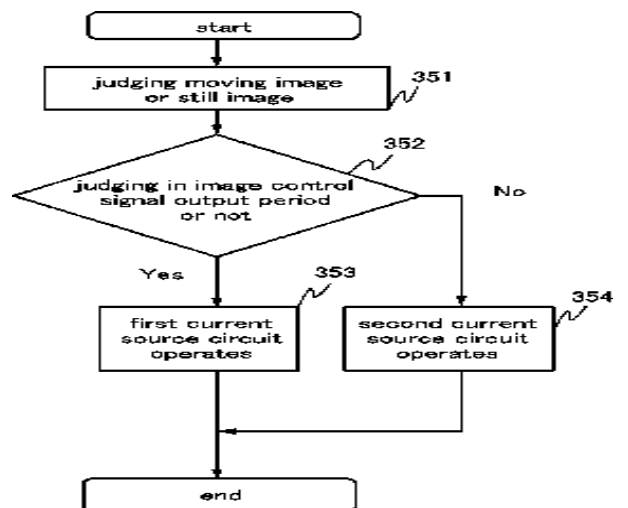 start
judging moving image
or still image
351
352
judging in image control
signal output period
or not
No
Yes
353
first current
source circuit
operates
354
second current
source circuit
operates
end